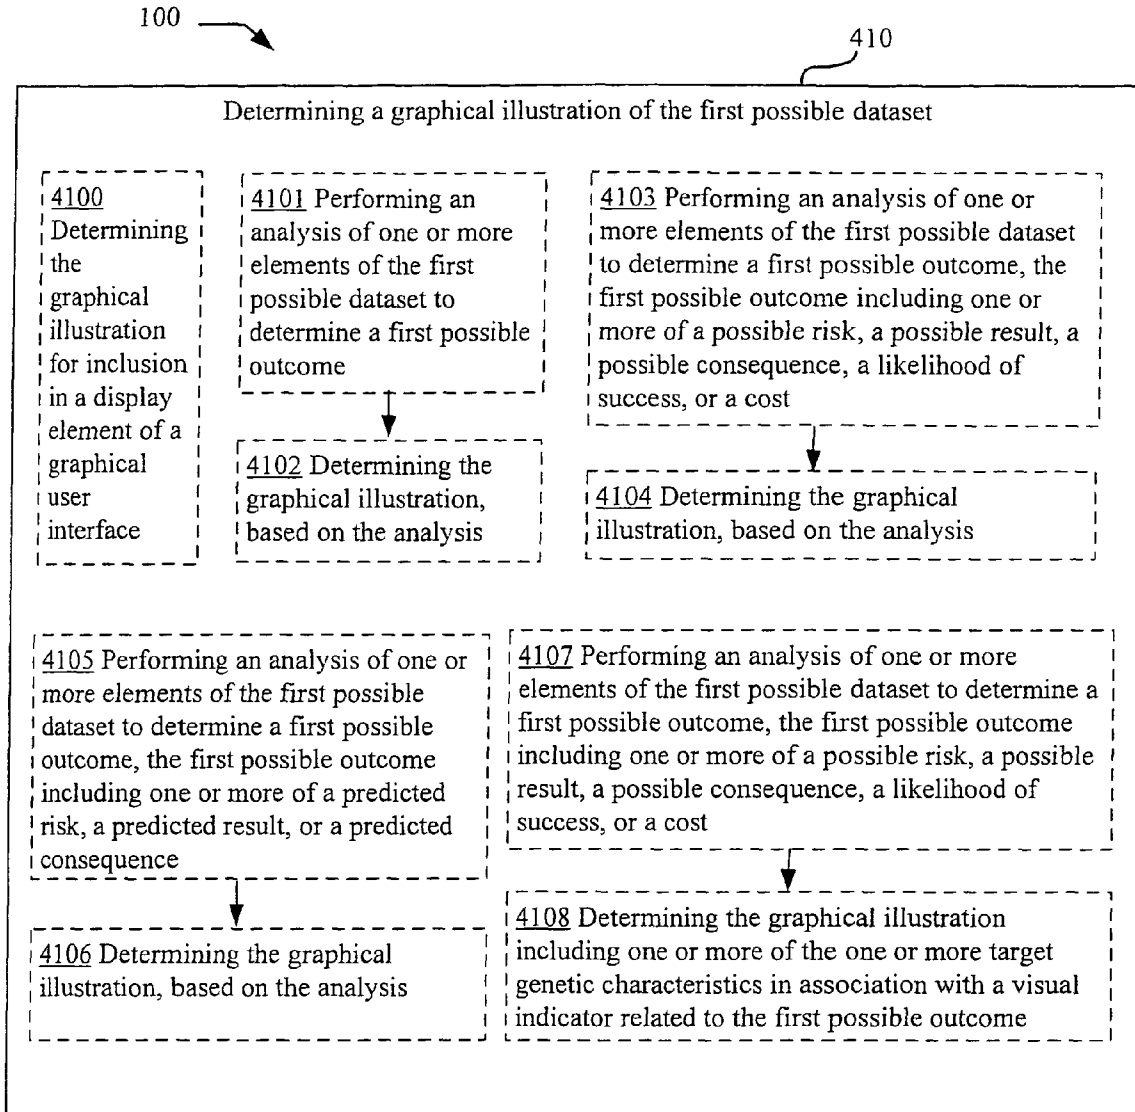 100
410
Determining a graphical illustration of the first possible dataset
4100
Determining
the
graphical
illustration
for inclusion
in a display
element of a
graphical
user
interface
4101 Performing an
analysis of one or more
elements of the first
possible dataset to
determine a first possible
outcome
4102 Determining the
graphical illustration,
based on the analysis
4103 Performing an analysis of one or
more elements of the first possible dataset
to determine a first possible outcome, the
first possible outcome including one or
more of a possible risk, a possible result, a
possible consequence, a likelihood of
success, or a cost
4104 Determining the graphical
illustration, based on the analysis
4105 Performing an analysis of one or
more elements of the first possible
dataset to determine a first possible
outcome, the first possible outcome
including one or more of a predicted
risk, a predicted result, or a predicted
consequence
4106 Determining the graphical
illustration, based on the analysis
4107 Performing an analysis of one or more
elements of the first possible dataset to determine a
first possible outcome, the first possible outcome
including one or more of a possible risk, a possible
result, a possible consequence, a likelihood of
success, or a cost
4108 Determining the graphical illustration
including one or more of the one or more target
genetic characteristics in association with a visual
indicator related to the first possible outcome